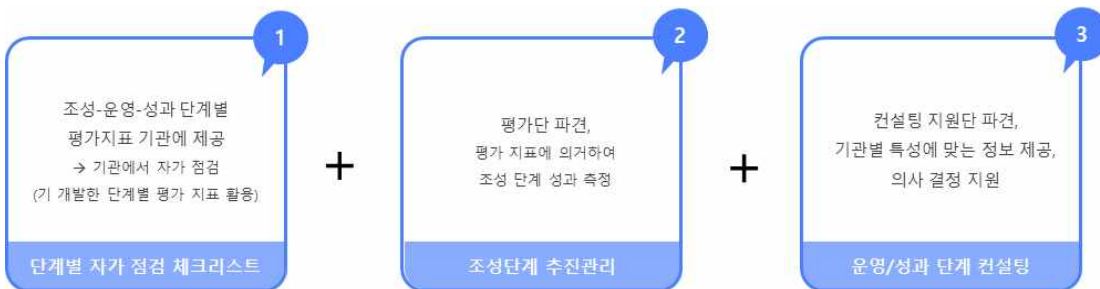 1
조성-운영-성과 단계별
평가지표 기관에 제공
→ 기관에서 자가 점검
(기 개발한 단계별 평가 지표 활용)
단계별 자가 점검 체크리스트
+
2
평가단 파견,
평가 지표에 의거하여
조성 단계 성과 측정
조성단계 추진관리
+
3
컨설팅 지원단 파견,
기관별 특성에 맞는 정보 제공,
의사 결정 지원
운영/성과 단계 컨설팅